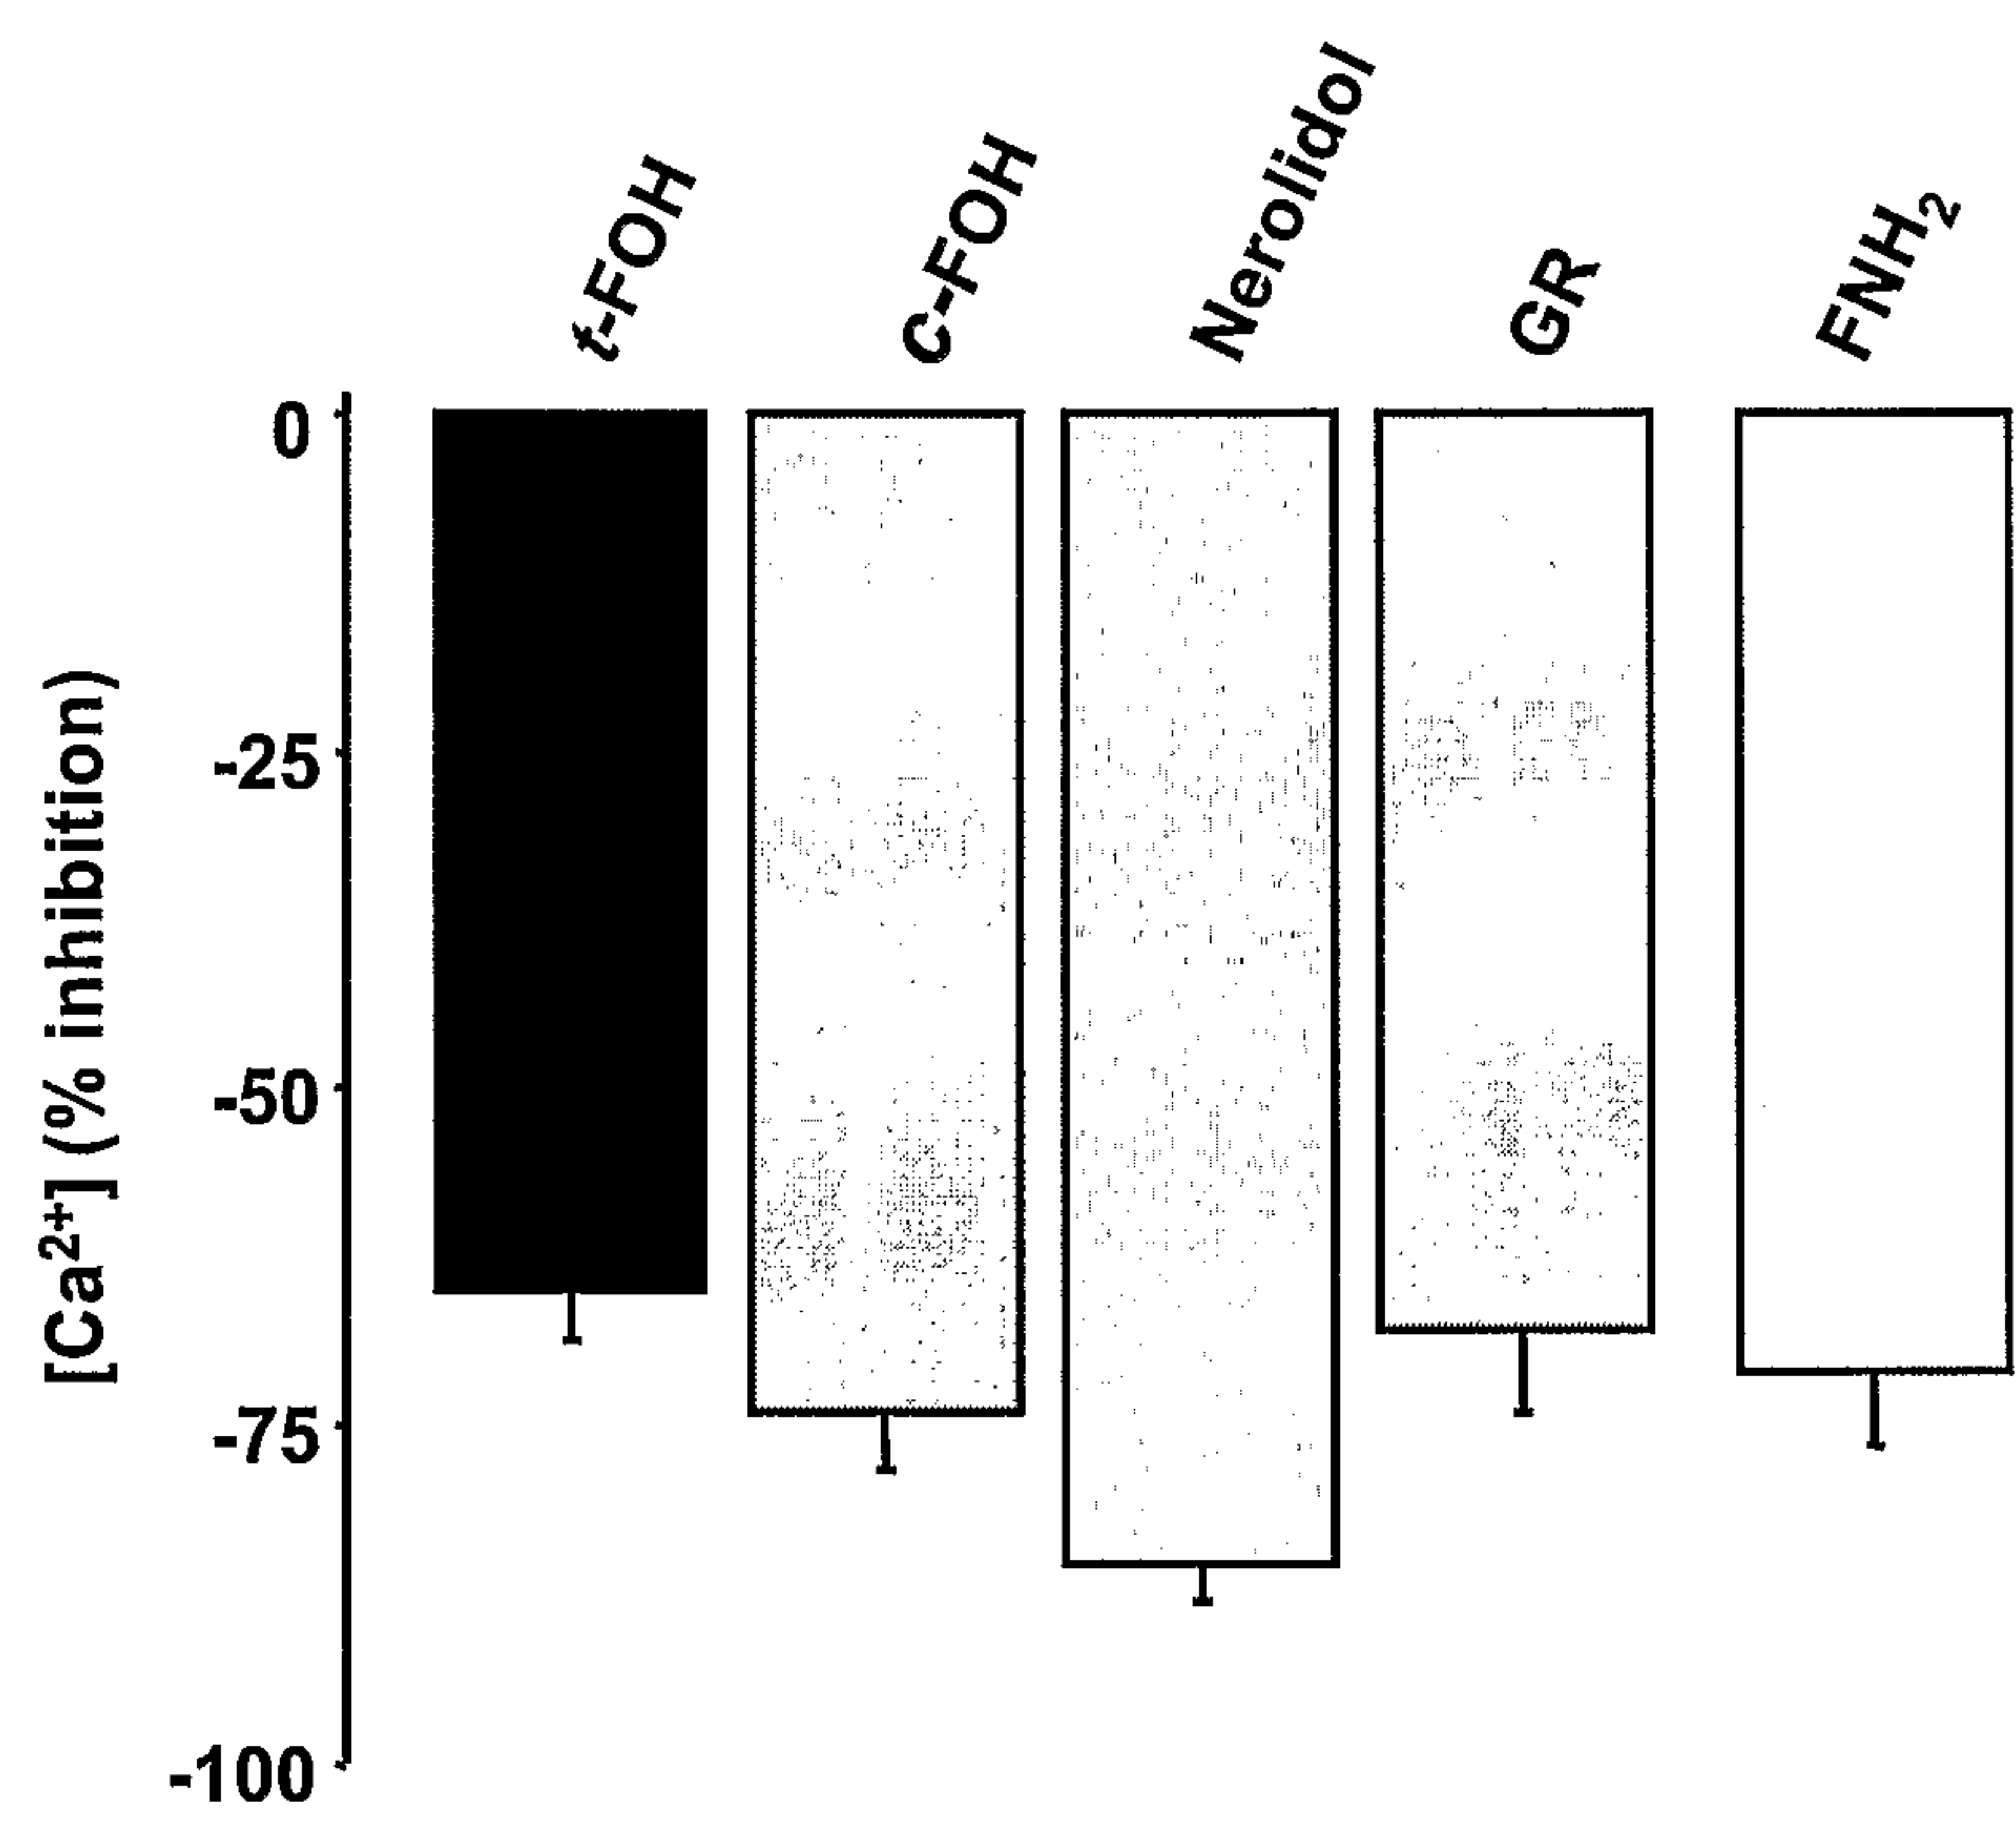 t-FOH
c-FOH
Nerolidol
GR
FNH₂
0
-25
-50
-75
-100
[Ca²⁺] (% inhibition)